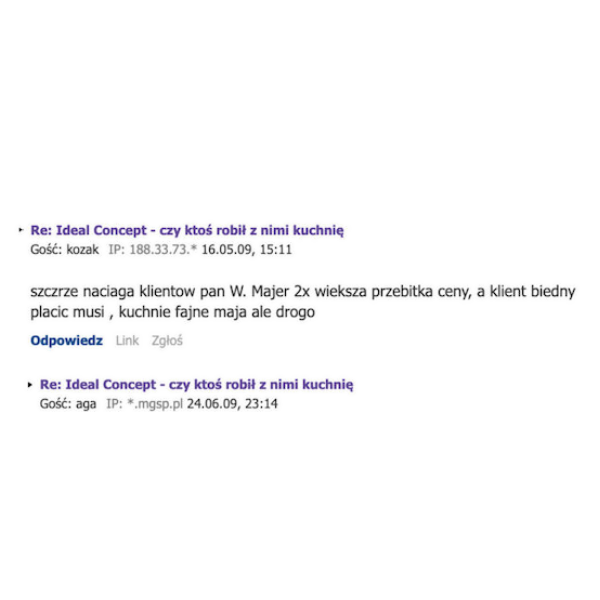 Re: Ideal Concept - czy ktoś robił z nimi kuchnię
Gość: kozak IP: 188.33.73.* 16.05.09, 15:11
szczrze naciaga klientow pan W. Majer 2x wieksza przebitka ceny, a klient biedny
placic musi , kuchnie fajne maja ale drogo
Odpowiedz Link Zgłoś
Re: Ideal Concept - czy ktoś robił z nimi kuchnię
Gość: aga IP: *.mgsp.pl 24.06.09, 23:14